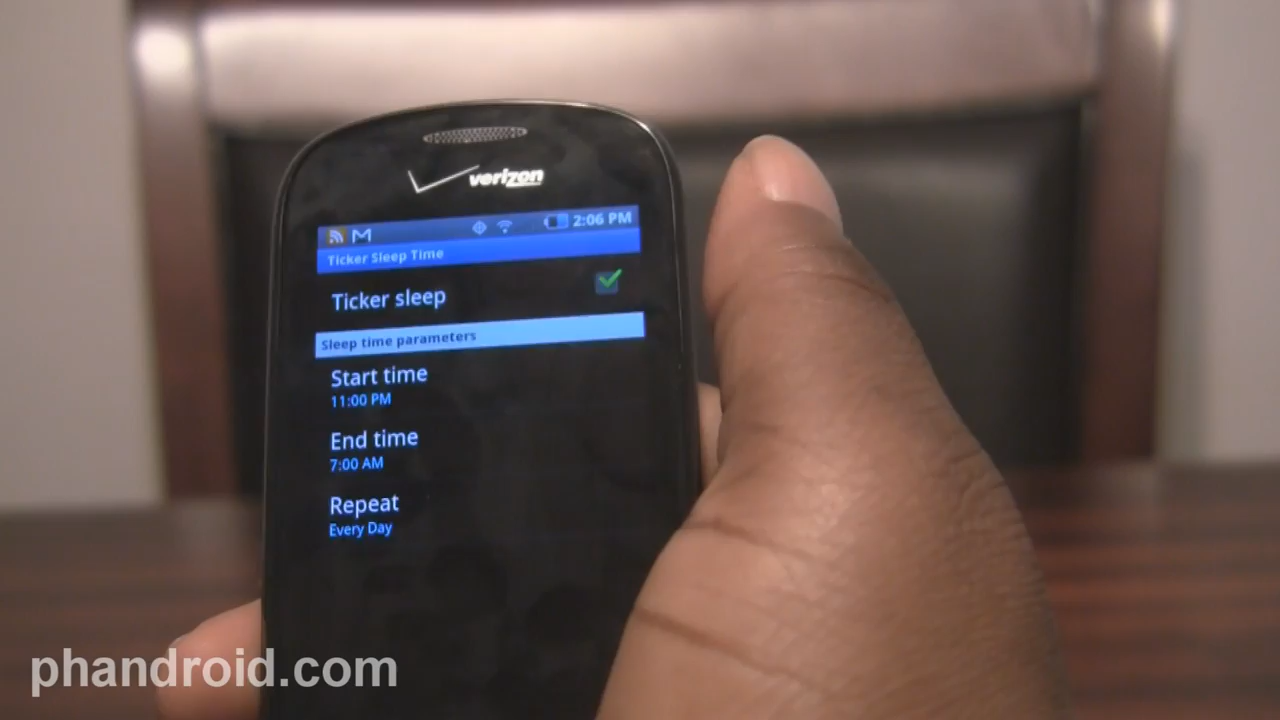 verizon
2:06 PM
Ticker Sleep Time
Ticker sleep
Sleep time parameters
Start time
11:00 PM
End time
7:00 AM
Repeat
Every Day
phandroid.com